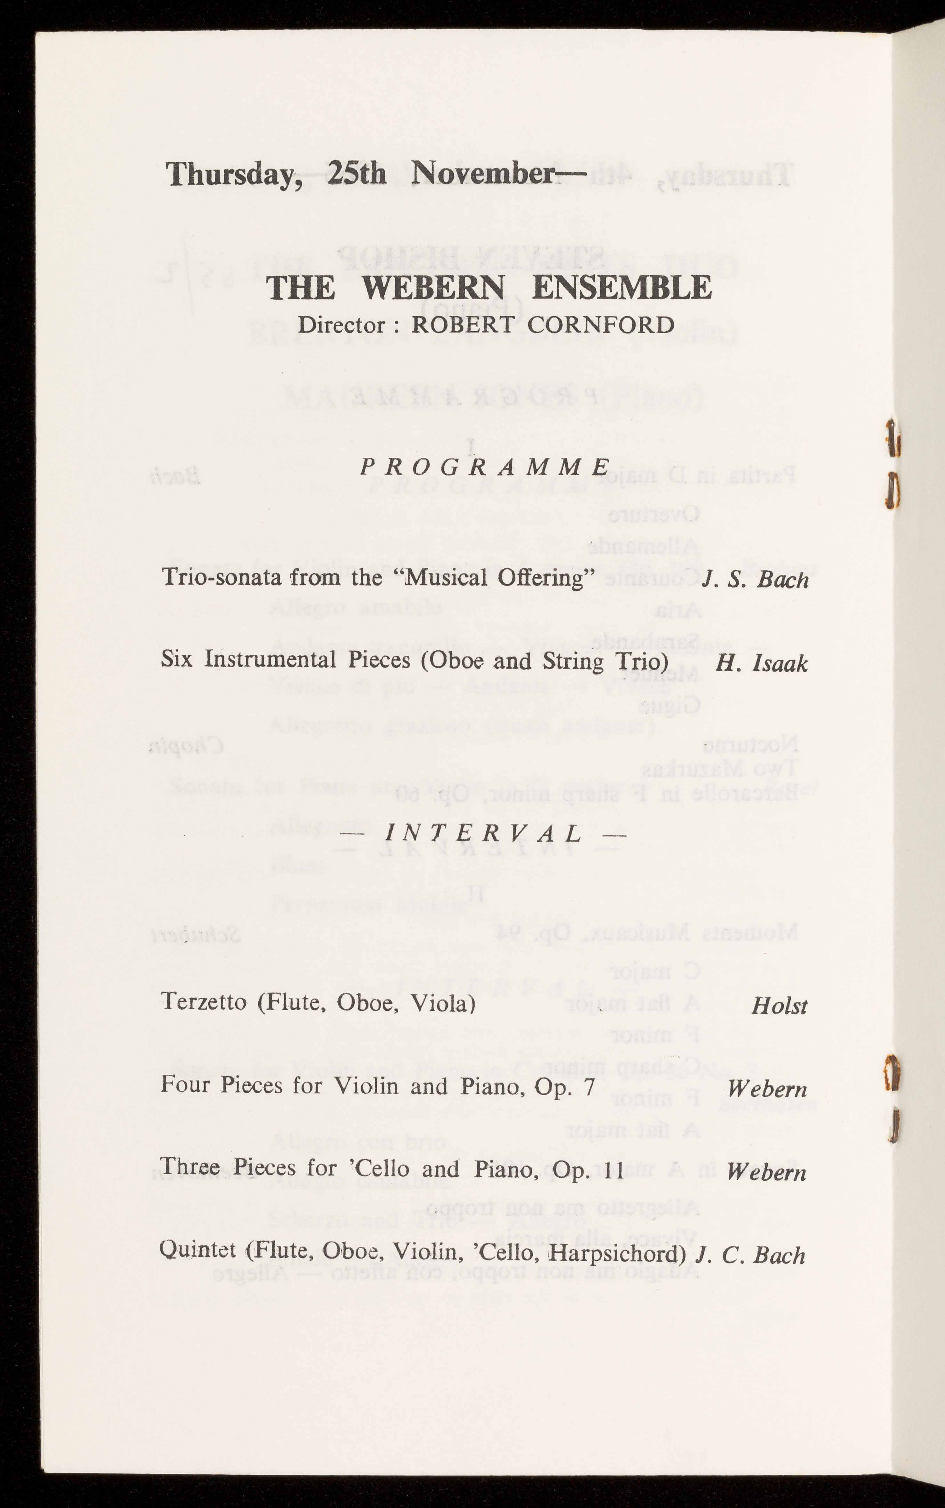 Thursday, 25th November—
THE WEBERN ENSEMBLE
Director : ROBERT CORNFORD
PROGRAMME
Trio-sonata from the “Musical Offering” J. S. Bach
Six Instrumental Pieces (Oboe and String Trio) H. Isaak
— INTERVAL —
Terzetto (Flute, Oboe, Viola) Holst
Four Pieces for Violin and Piano, Op. 7 Webern
Three Pieces for ’Cello and Piano, Op. 11 Webern
Quintet (Flute, Oboe, Violin, ’Cello, Harpsichord) J. C. Bach